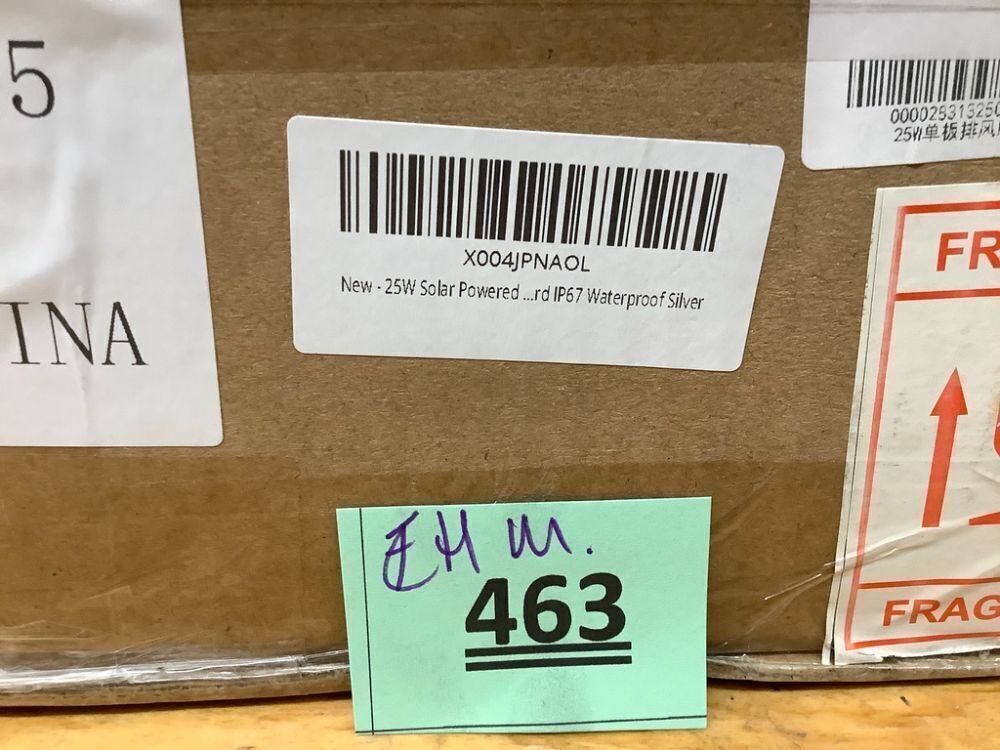 5
INA
X004JPNAOL
New - 25W Solar Powered ...rd IP67 Waterproof Silver
000028313250
25W单板排风
FR
FRAG
463